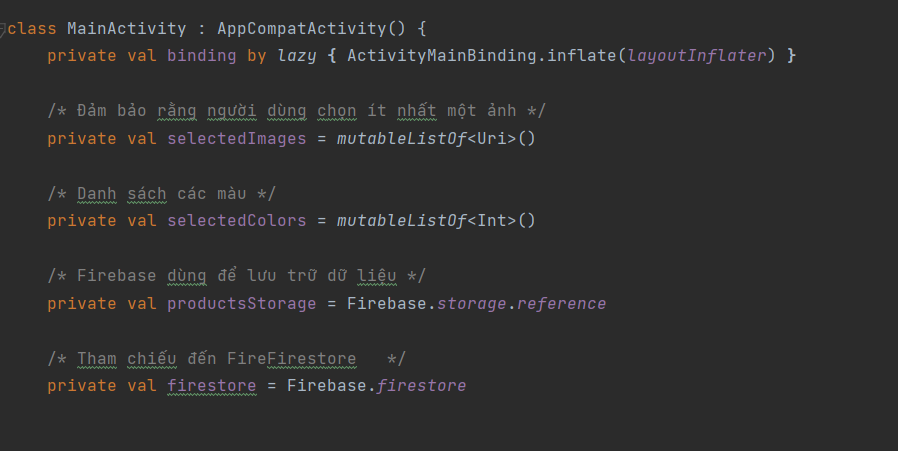 class MainActivity : AppCompatActivity() {
private val binding by lazy { ActivityMainBinding.inflate(layoutInflater) }
/* Đảm bảo rằng người dùng chọn ít nhất một ảnh */
private val selectedImages = mutableListOf<Uri>()
/* Danh sách các màu */
private val selectedColors = mutableListOf<Int>()
/* Firebase dùng để lưu trữ dữ liệu */
private val productsStorage = Firebase.storage.reference
/* Tham chiếu đến FireFirestore */
private val firestore = Firebase.firestore